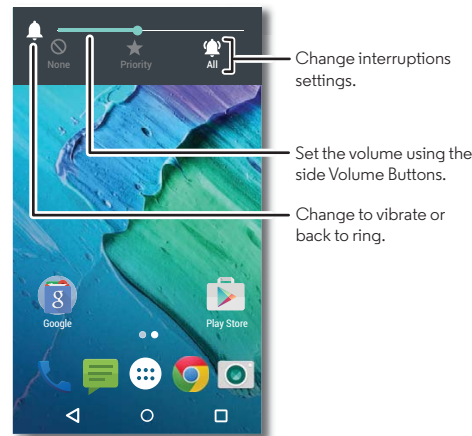 None
Priority
All
Change interruptions
settings.
Set the volume using the
side Volume Buttons.
Change to vibrate or
back to ring.
8
Google
Play Store